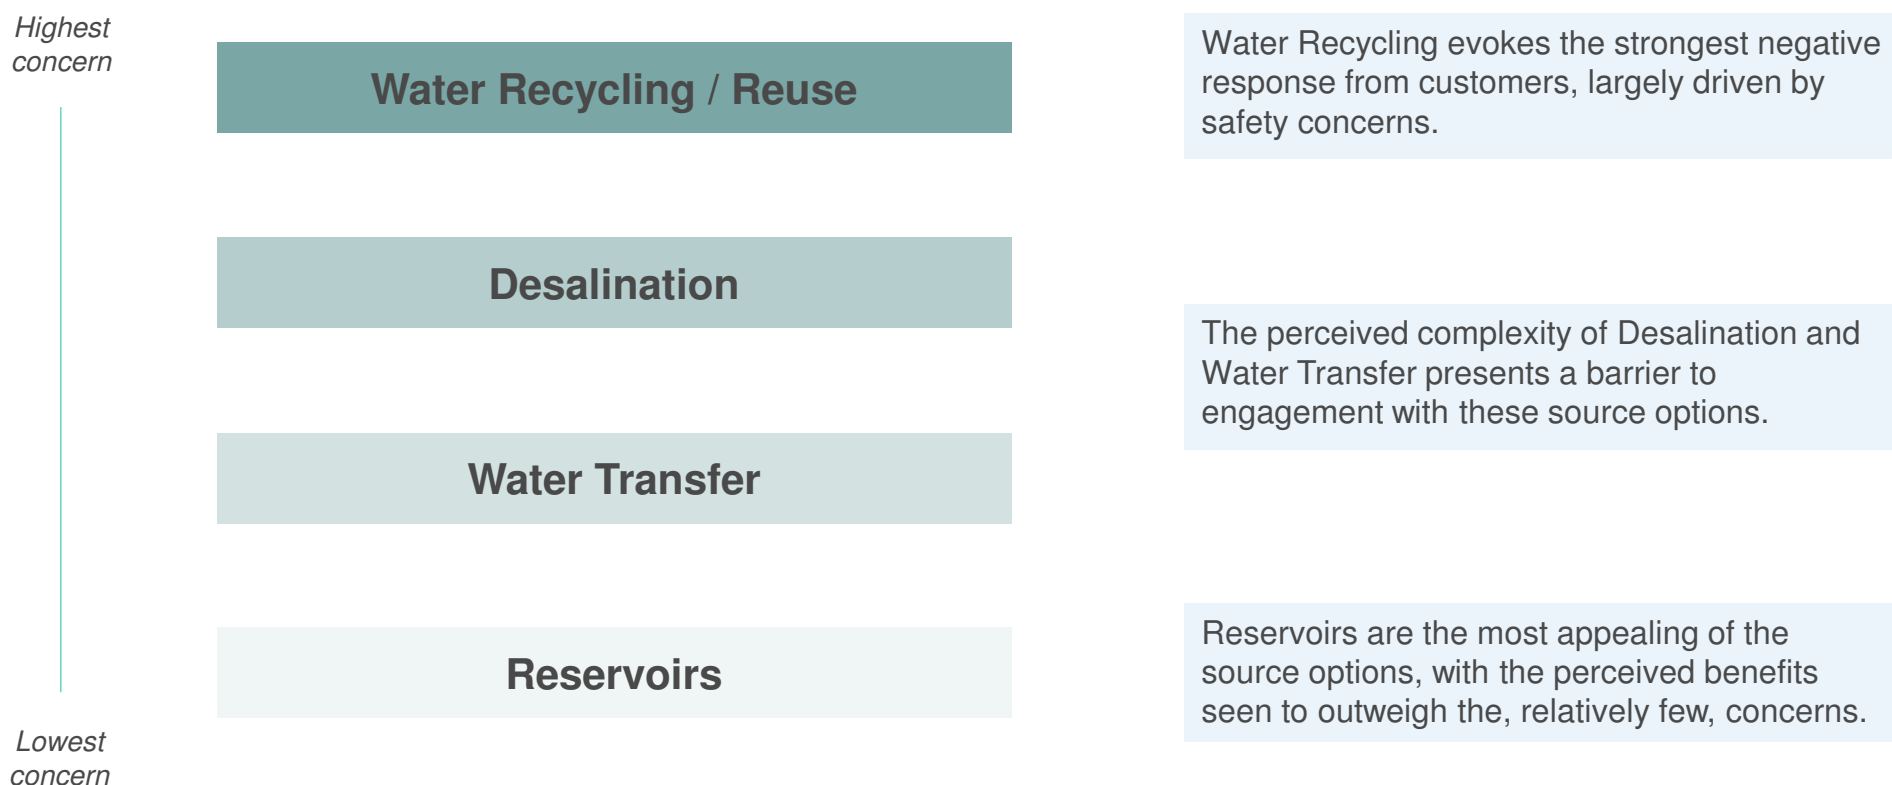 Highest
concern
Water Recycling / Reuse
Water Recycling evokes the strongest negative
response from customers, largely driven by
safety concerns.
Desalination
The perceived complexity of Desalination and
Water Transfer presents a barrier to
engagement with these source options.
Water Transfer
Reservoirs
Reservoirs are the most appealing of the
source options, with the perceived benefits
seen to outweigh the, relatively few, concerns.
Lowest
concern